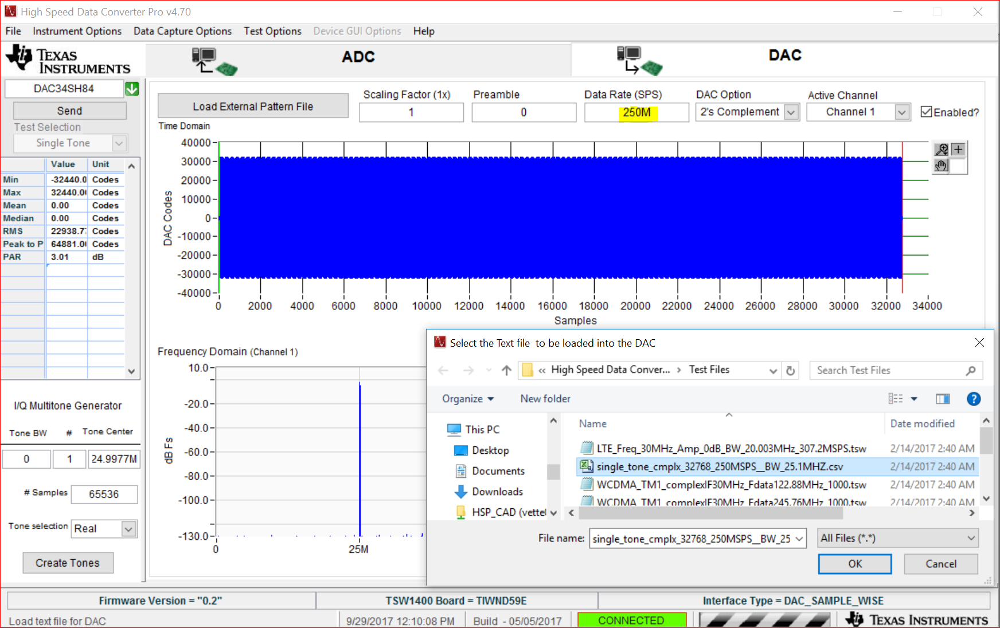 High Speed Data Converter Pro v4.70
File Instrument Options Data Capture Options Test Options Device GUI Options Help
TEXAS INSTRUMENTS
ADC
DAC
DAC34SH84
Send
Test Selection
Single Tone
Load External Pattern File
Scaling Factor (1x)
1
Preamble
0
Data Rate (SPS)
250M
DAC Option
2's Complement
Active Channel
Channel 1
Enabled?
Value Unit
Min -32440.0 Codes
Max 32440.0 Codes
Mean 0.00 Codes
Median 0.00 Codes
RMS 22938.7 Codes
Peak to P 64881.0 Codes
PAR 3.01 dB
Time Domain
40000
30000
20000
10000
0
-10000
-20000
-30000
-40000
DAC Codes
0 2000 4000 6000 8000 10000 12000 14000 16000 18000 20000 22000 24000 26000 28000 30000 32000 34000
Samples
Frequency Domain (Channel 1)
10.0
-20.0
-40.0
-60.0
-80.0
-100.0
-130.0
dB Fs
0 25M
I/Q Multitone Generator
Tone BW # Tone Center
0 1 24.9977M
# Samples 65536
Tone selection Real
Create Tones
Select the Text file to be loaded into the DAC
« High Speed Data Conver... › Test Files
Search Test Files
Organize New folder
This PC
Desktop
Documents
Downloads
HSP_CAD (vette
Name Date modified
LTE_Freq_30MHz_Amp_0dB_BW_20.003MHz_307.2MSPS.tsw 2/14/2017 2:40 AM
single_tone_cmplx_32768_250MSPS__BW_25.1MHZ.csv 2/14/2017 2:40 AM
WCDMA_TM1_complexIF30MHz_Fdata122.88MHz_1000.tsw 2/14/2017 2:40 AM
WCDMA_TM1_complexIF30MHz_Fdata245.76MHz_1000.tsw 2/14/2017 2:40 AM
File name: single_tone_cmplx_32768_250MSPS__BW_25
All Files (*.*)
OK Cancel
Firmware Version = "0.2"
TSW1400 Board = TIWND59E
Interface Type = DAC_SAMPLE_WISE
Load text file for DAC
9/29/2017 12:10:08 PM
Build - 05/05/2017
CONNECTED
TEXAS INSTRUMENTS